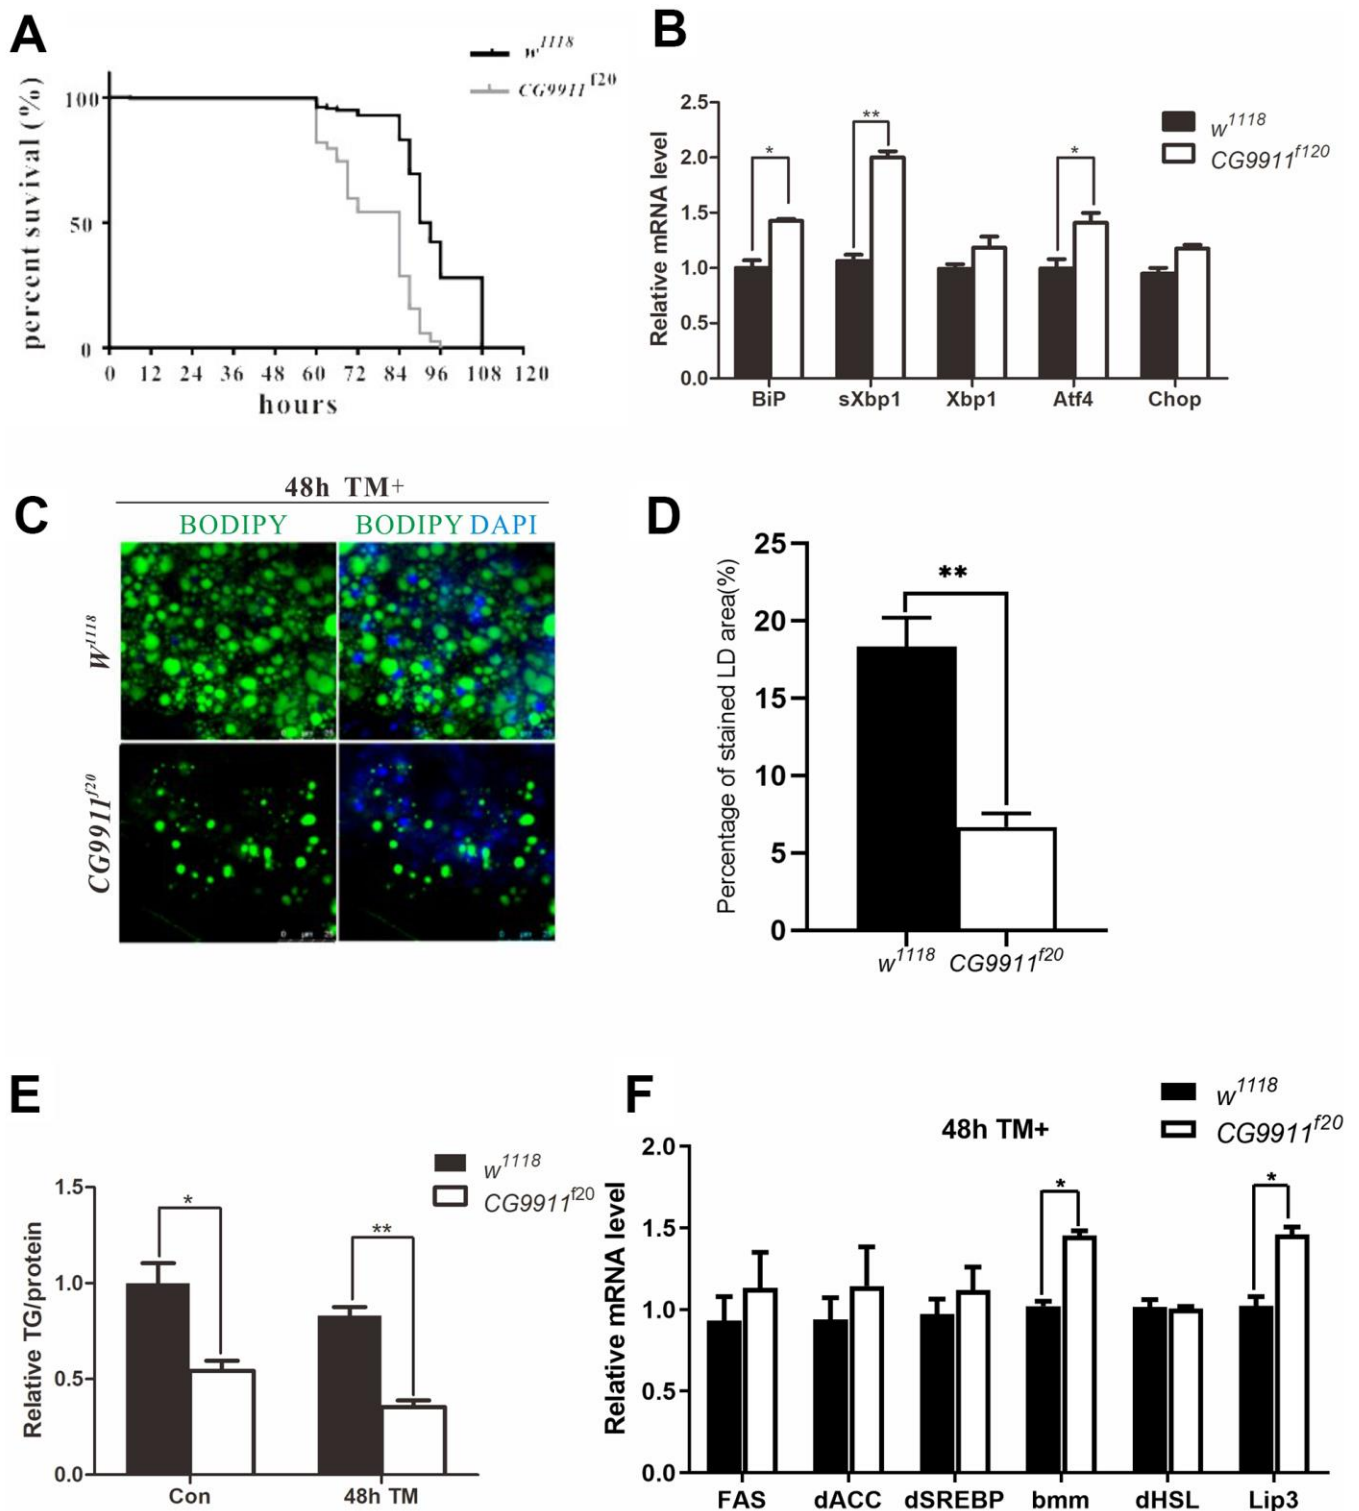 A
w1118
CG9911f20
percent suvival (%)
100
50
0
0 12 24 36 48 60 72 84 96 108 120
hours
B
w1118
CG9911f120
Relative mRNA level
2.5
2.0
1.5
1.0
0.5
0.0
* ** *
BiP sXbp1 Xbp1 Atf4 Chop
C
48h TM+
BODIPY BODIPY DAPI
W1118
CG9911f20
0 µm 25
D
Percentage of stained LD area(%)
25
20
15
10
5
0
**
w1118 CG9911f20
E
w1118
CG9911f20
Relative TG/protein
1.5
1.0
0.5
0.0
* **
Con 48h TM
F
w1118
CG9911f20
48h TM+
Relative mRNA level
2.0
1.5
1.0
0.5
0.0
* *
FAS dACC dSREBP bmm dHSL Lip3